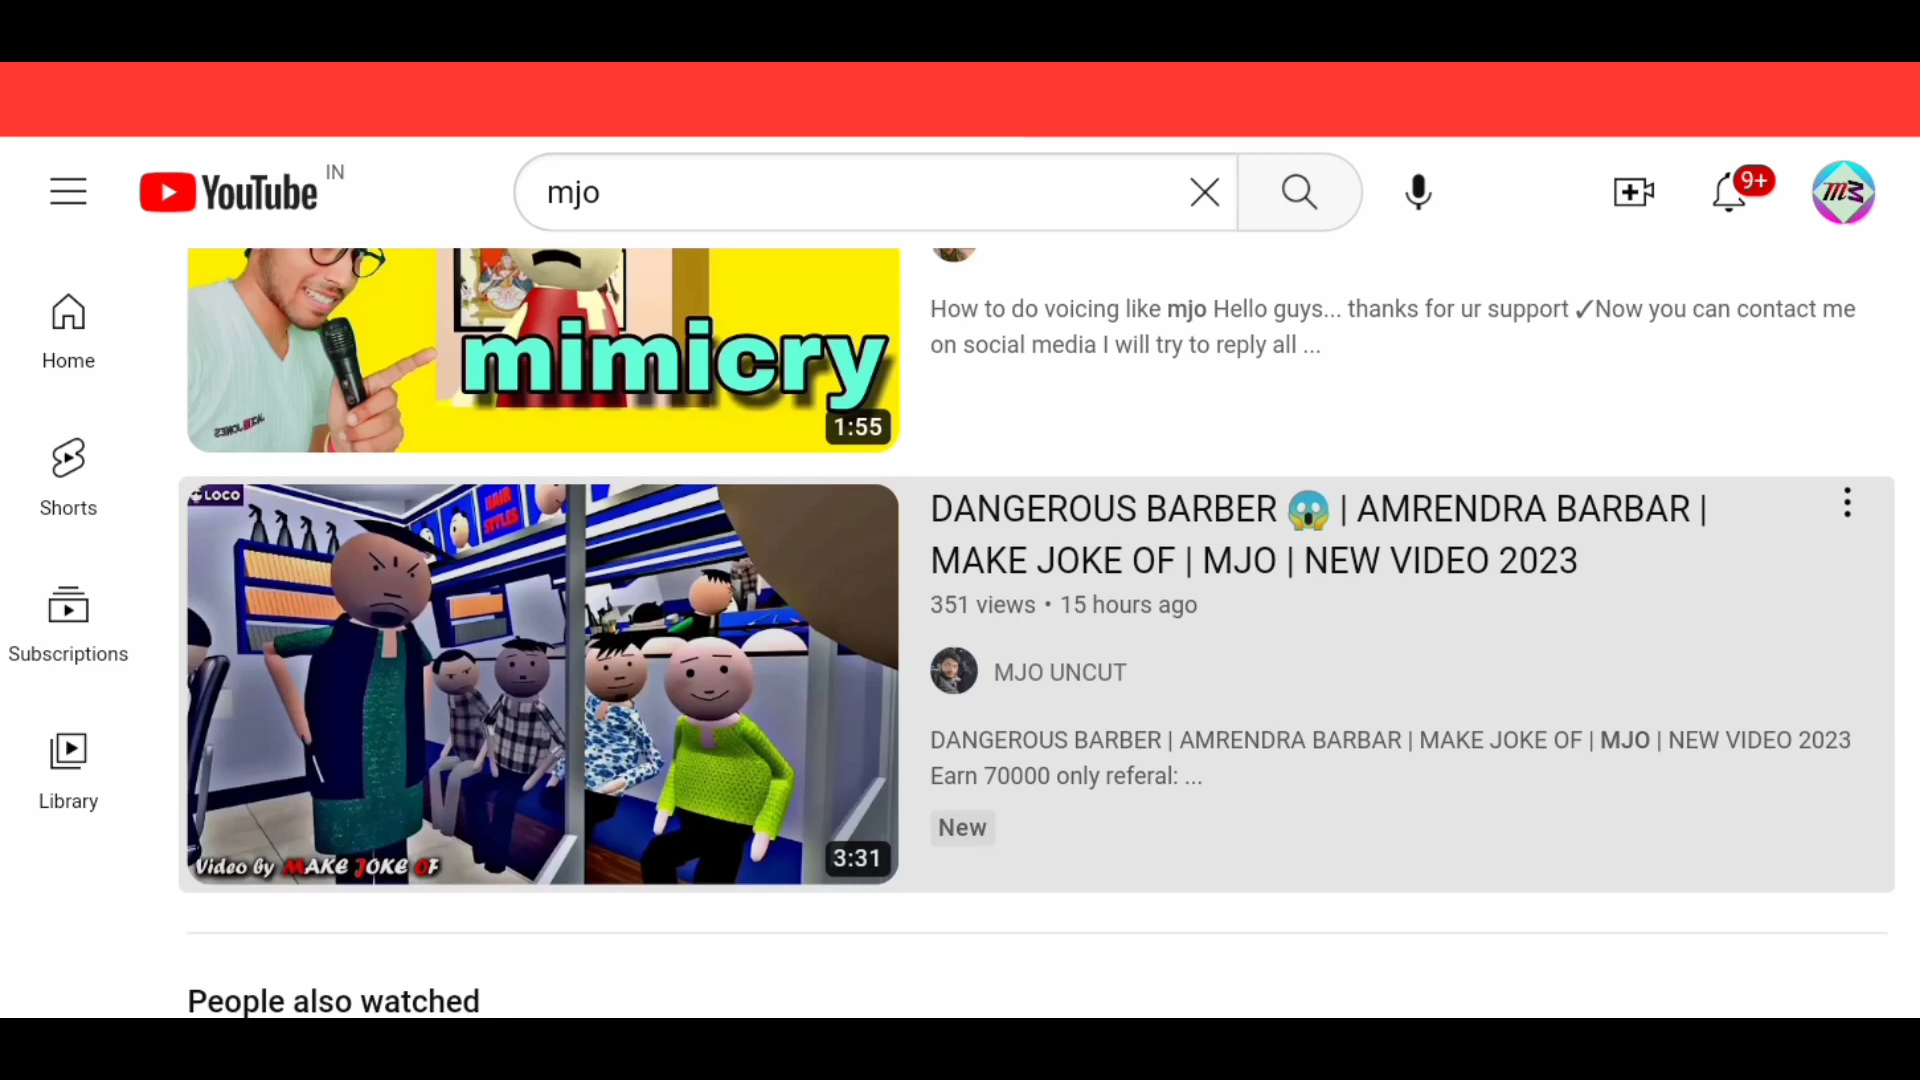 YouTube IN
mjo
9+
Home
Shorts
Subscriptions
Library
mimicry
1:55
How to do voicing like mjo Hello guys... thanks for ur support ✓Now you can contact me
on social media I will try to reply all ...
LOCO
HAIR
STYLES
Video by MAKE JOKE OF
3:31
DANGEROUS BARBER 😱 | AMRENDRA BARBAR |
MAKE JOKE OF | MJO | NEW VIDEO 2023
351 views • 15 hours ago
MJO UNCUT
DANGEROUS BARBER | AMRENDRA BARBAR | MAKE JOKE OF | MJO | NEW VIDEO 2023
Earn 70000 only referal: ...
New
People also watched